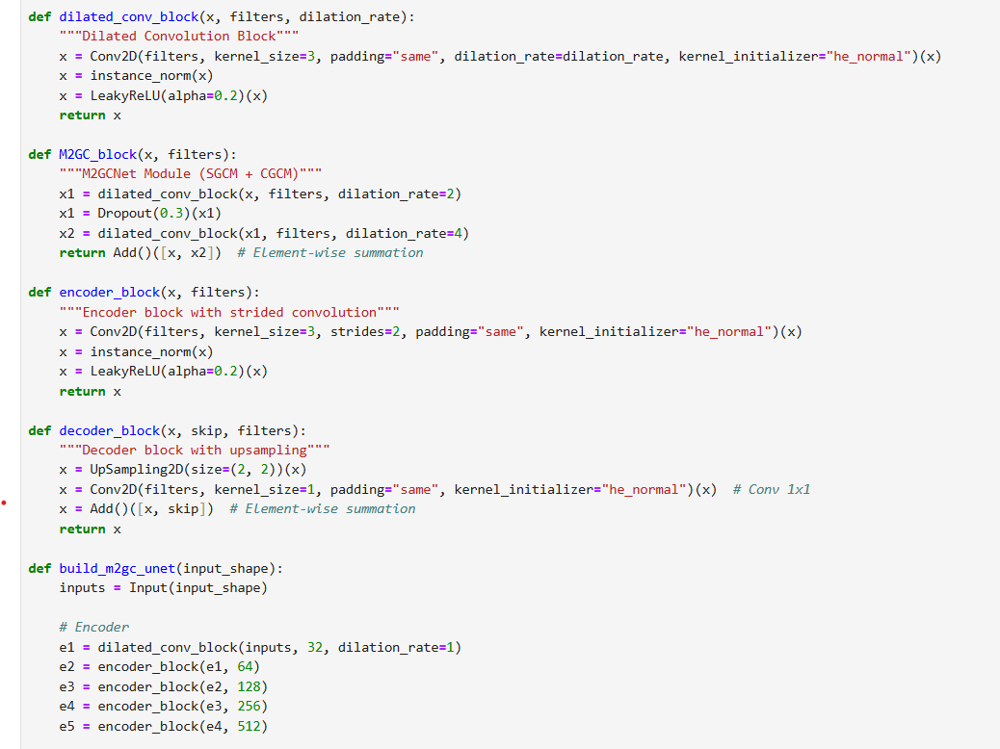 def dilated_conv_block(x, filters, dilation_rate):
    """Dilated Convolution Block"""
    x = Conv2D(filters, kernel_size=3, padding="same", dilation_rate=dilation_rate, kernel_initializer="he_normal")(x)
    x = instance_norm(x)
    x = LeakyReLU(alpha=0.2)(x)
    return x

def M2GC_block(x, filters):
    """M2GCNet Module (SGCM + CGCM)"""
    x1 = dilated_conv_block(x, filters, dilation_rate=2)
    x1 = Dropout(0.3)(x1)
    x2 = dilated_conv_block(x1, filters, dilation_rate=4)
    return Add()([x, x2])  # Element-wise summation

def encoder_block(x, filters):
    """Encoder block with strided convolution"""
    x = Conv2D(filters, kernel_size=3, strides=2, padding="same", kernel_initializer="he_normal")(x)
    x = instance_norm(x)
    x = LeakyReLU(alpha=0.2)(x)
    return x

def decoder_block(x, skip, filters):
    """Decoder block with upsampling"""
    x = UpSampling2D(size=(2, 2))(x)
    x = Conv2D(filters, kernel_size=1, padding="same", kernel_initializer="he_normal")(x)  # Conv 1x1
    x = Add()([x, skip])  # Element-wise summation
    return x

def build_m2gc_unet(input_shape):
    inputs = Input(input_shape)

    # Encoder
    e1 = dilated_conv_block(inputs, 32, dilation_rate=1)
    e2 = encoder_block(e1, 64)
    e3 = encoder_block(e2, 128)
    e4 = encoder_block(e3, 256)
    e5 = encoder_block(e4, 512)